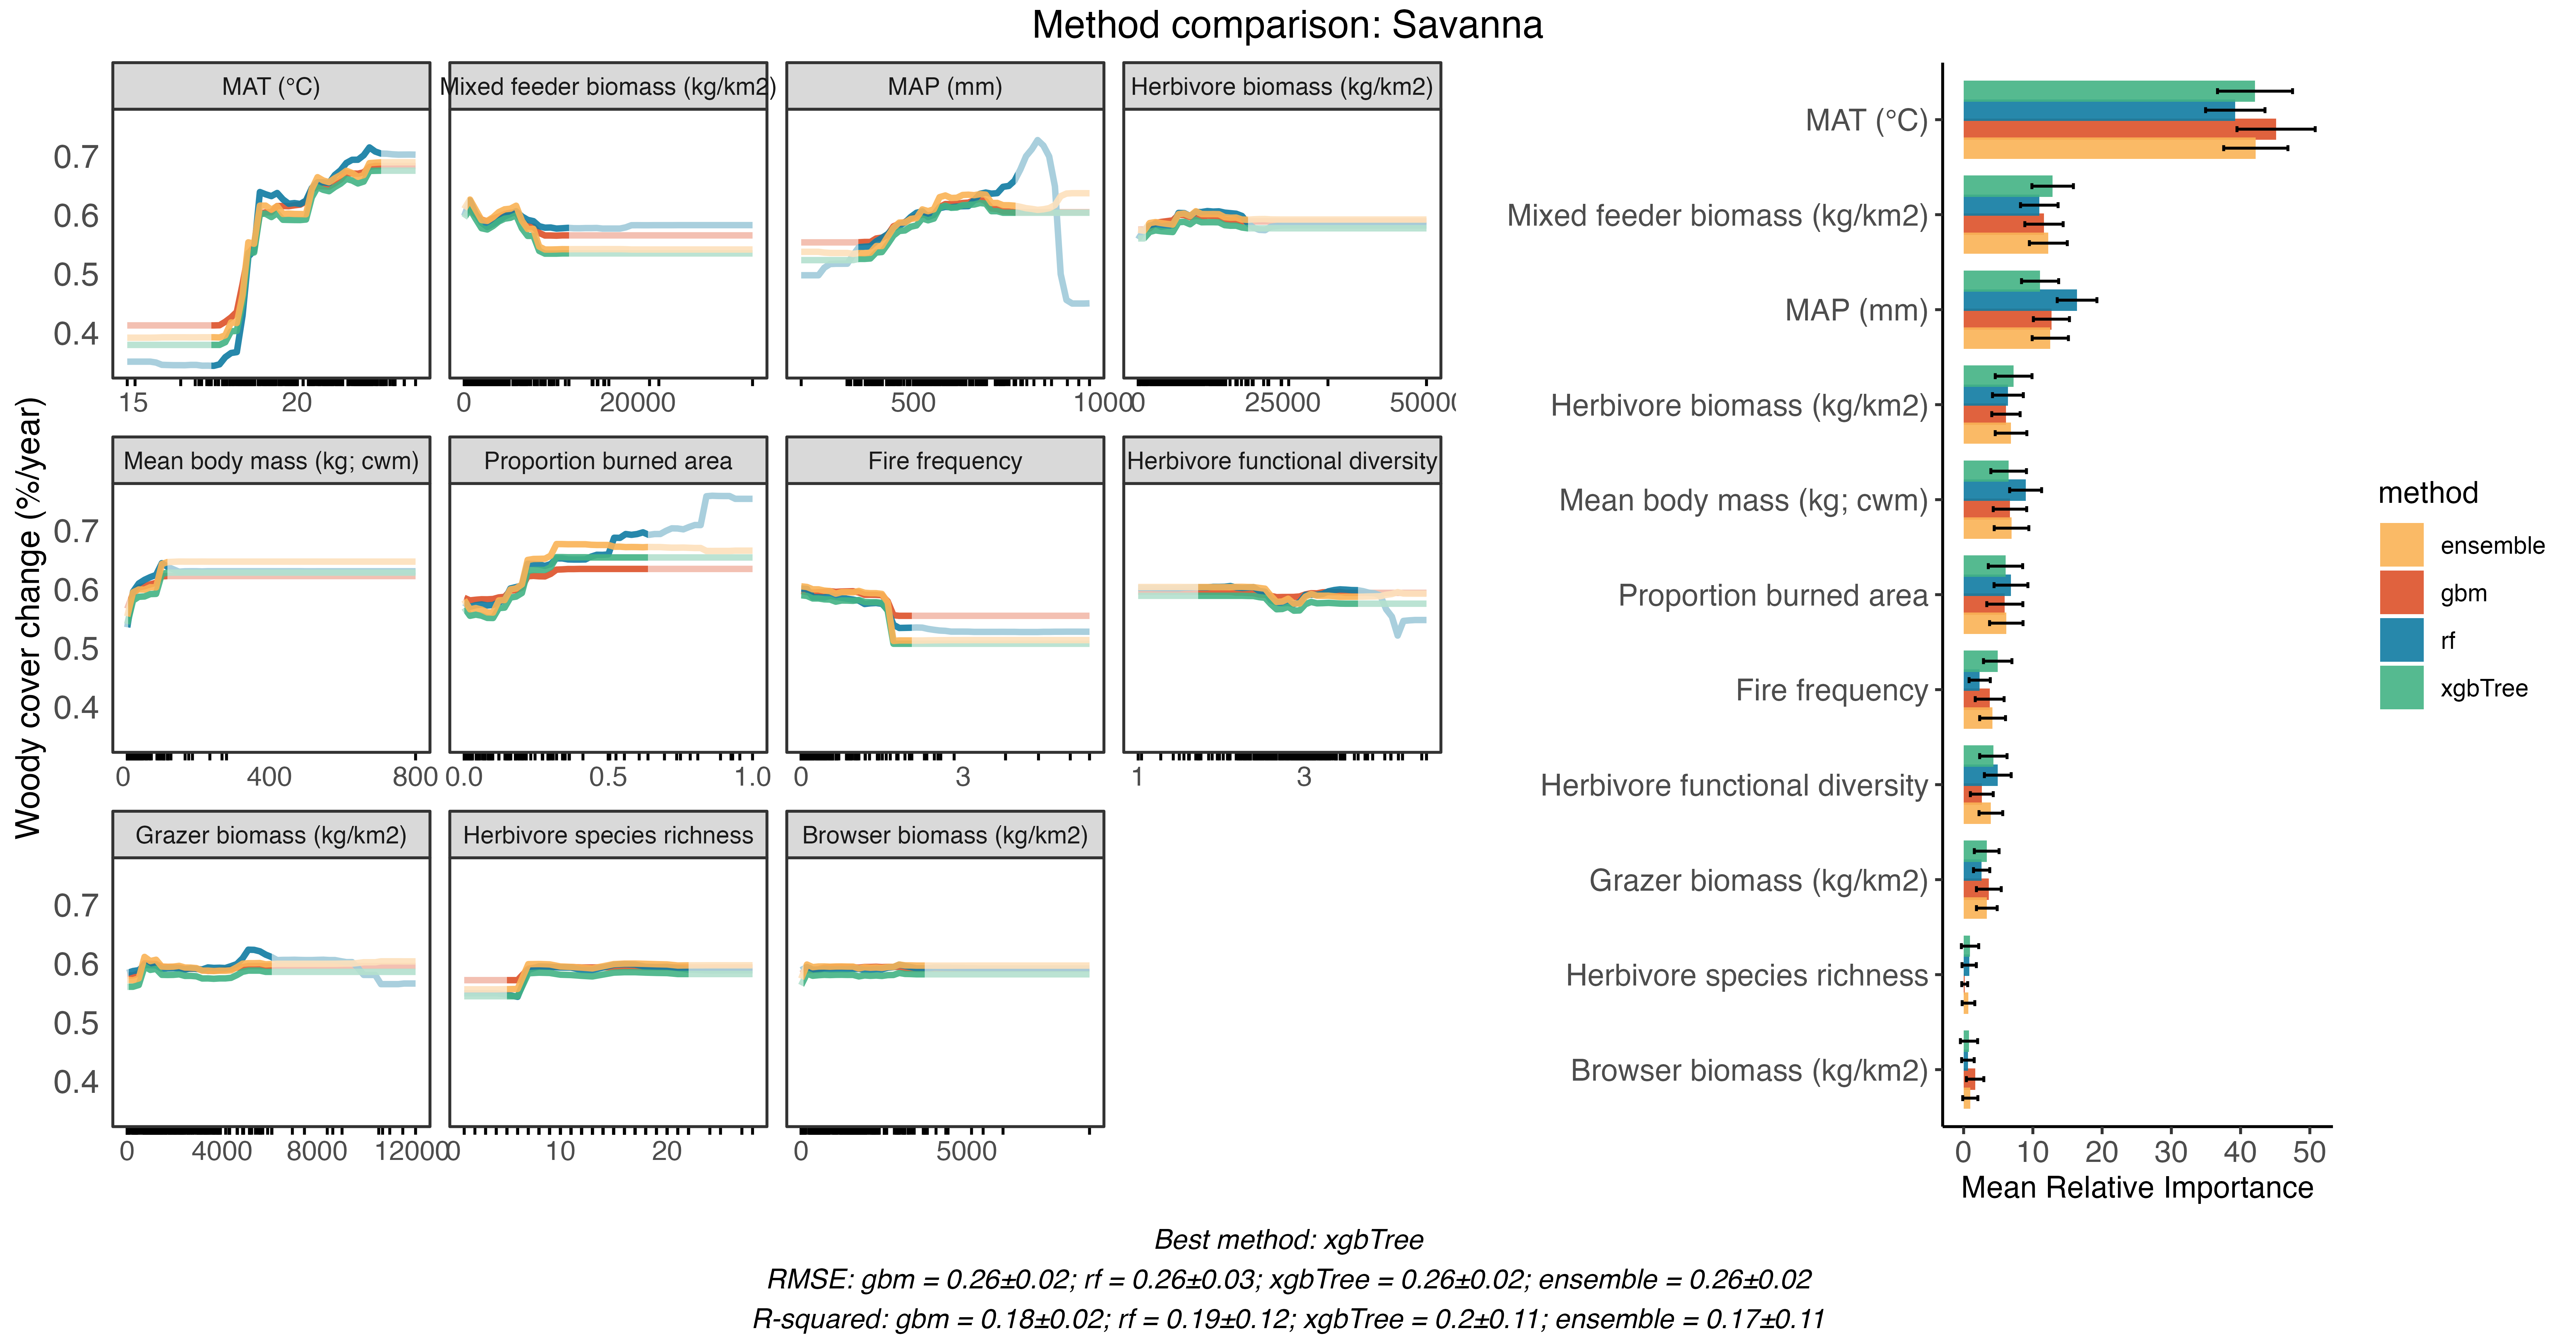 Method comparison: Savanna
MAT (°C)
Mixed feeder biomass (kg/km2)
MAP (mm)
Herbivore biomass (kg/km2)
0.7
0.6
0.5
0.4
15 20
0 20000
500 1000
0 25000 50000
Woody cover change (%/year)
Mean body mass (kg; cwm)
Proportion burned area
Fire frequency
Herbivore functional diversity
0.7
0.6
0.5
0.4
0 400 800
0.0 0.5 1.0
0 3
1 3
Grazer biomass (kg/km2)
Herbivore species richness
Browser biomass (kg/km2)
0.7
0.6
0.5
0.4
0 4000 8000 12000
0 10 20
0 5000
MAT (°C)
Mixed feeder biomass (kg/km2)
MAP (mm)
Herbivore biomass (kg/km2)
Mean body mass (kg; cwm)
Proportion burned area
Fire frequency
Herbivore functional diversity
Grazer biomass (kg/km2)
Herbivore species richness
Browser biomass (kg/km2)
0 10 20 30 40 50
Mean Relative Importance
method
ensemble
gbm
rf
xgbTree
Best method: xgbTree
RMSE: gbm = 0.26±0.02; rf = 0.26±0.03; xgbTree = 0.26±0.02; ensemble = 0.26±0.02
R-squared: gbm = 0.18±0.02; rf = 0.19±0.12; xgbTree = 0.2±0.11; ensemble = 0.17±0.11